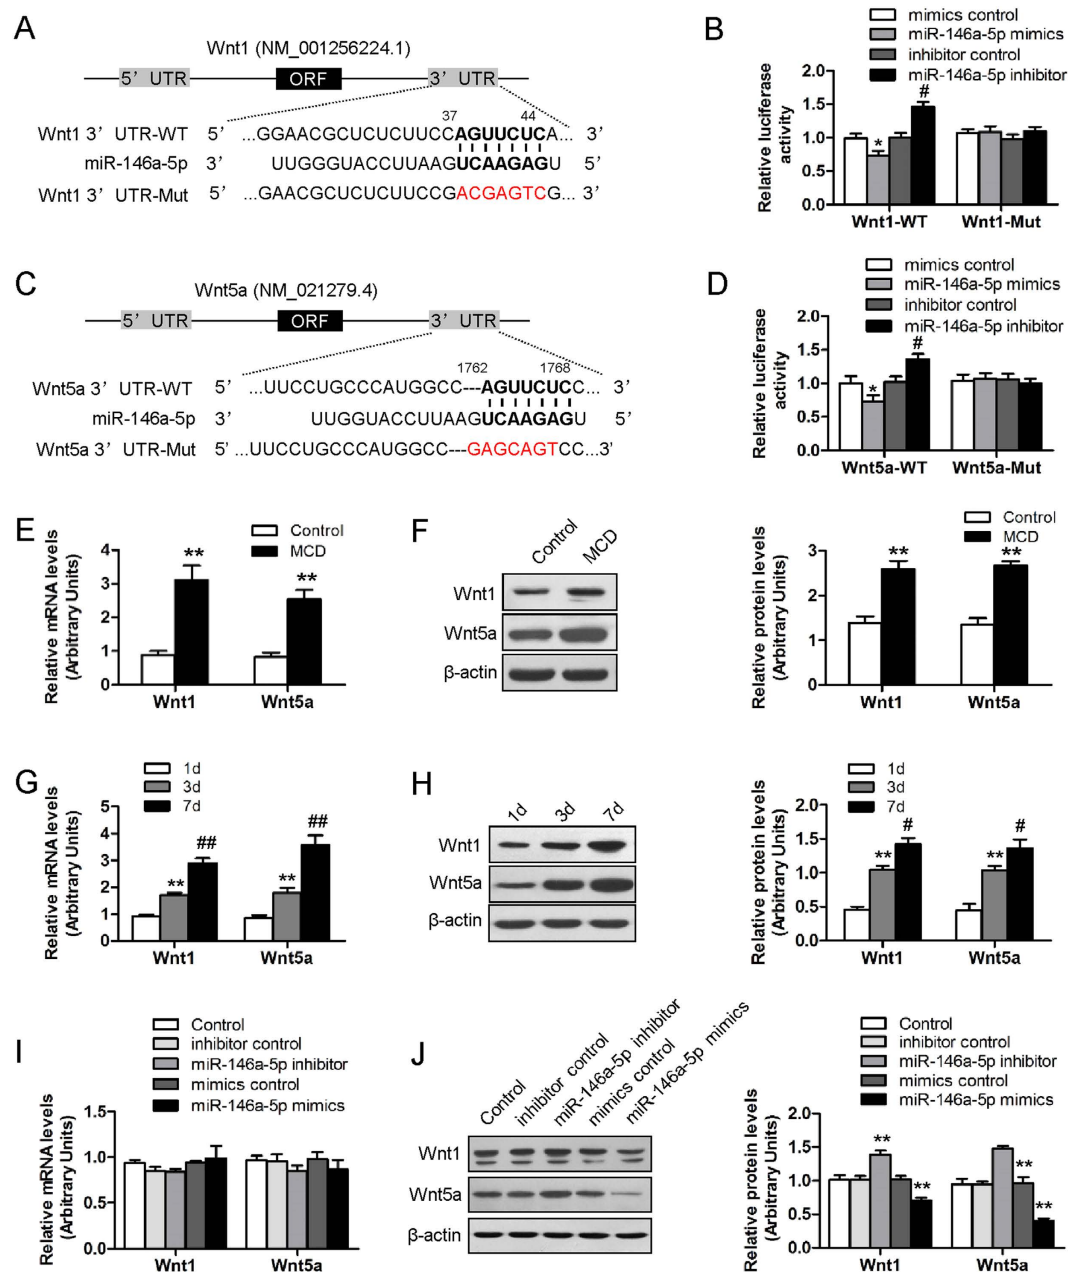 A
Wnt1 (NM_001256224.1)
5’ UTR ORF 3’ UTR
37 44
Wnt1 3’ UTR-WT 5’ ...GGAACGCUCUCUUCCAGUUCUCA... 3’
miR-146a-5p 3’ UUGGGUACCUUAAGUCAAGAGU 5’
Wnt1 3’ UTR-Mut 5’ ...GAACGCUCUCUUCCGACGAGTCG... 3’
B
mimics control
miR-146a-5p mimics
inhibitor control
miR-146a-5p inhibitor
Relative luciferase
activity
2.0
1.5
1.0
0.5
0.0
* #
Wnt1-WT Wnt1-Mut
C
Wnt5a (NM_021279.4)
5’ UTR ORF 3’ UTR
1762 1768
Wnt5a 3’ UTR-WT 5’ ...UUCCUGCCCAUGGCC---AGUUCUCC... 3’
miR-146a-5p 3’ UUGGUACCUUAAGUCAAGAGU 5’
Wnt5a 3’ UTR-Mut 5’ ...UUCCUGCCCAUGGCC---GAGCAGTCC...3’
D
mimics control
miR-146a-5p mimics
inhibitor control
miR-146a-5p inhibitor
Relative luciferase
activity
2.0
1.5
1.0
0.5
0.0
* #
Wnt5a-WT Wnt5a-Mut
E
Control
MCD
Relative mRNA levels
(Arbitrary Units)
4
3
2
1
0
** **
Wnt1 Wnt5a
F
Control MCD
Wnt1
Wnt5a
β-actin
Control
MCD
Relative protein levels
(Arbitrary Units)
3
2
1
0
** **
Wnt1 Wnt5a
G
1d
3d
7d
Relative mRNA levels
(Arbitrary Units)
5
4
3
2
1
0
** ## ** ##
Wnt1 Wnt5a
H
1d 3d 7d
Wnt1
Wnt5a
β-actin
1d
3d
7d
Relative protein levels
(Arbitrary Units)
2.0
1.5
1.0
0.5
0.0
** # ** #
Wnt1 Wnt5a
I
Control
inhibitor control
miR-146a-5p inhibitor
mimics control
miR-146a-5p mimics
Relative mRNA levels
(Arbitrary Units)
1.5
1.0
0.5
0.0
Wnt1 Wnt5a
J
Control
inhibitor control
miR-146a-5p inhibitor
mimics control
miR-146a-5p mimics
Wnt1
Wnt5a
β-actin
Control
inhibitor control
miR-146a-5p inhibitor
mimics control
miR-146a-5p mimics
Relative protein levels
(Arbitrary Units)
2.0
1.5
1.0
0.5
0.0
** ** ** **
Wnt1 Wnt5a